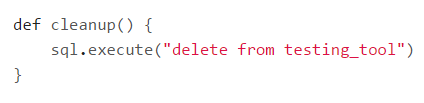 def cleanup() {
    sql.execute("delete from testing_tool")
}